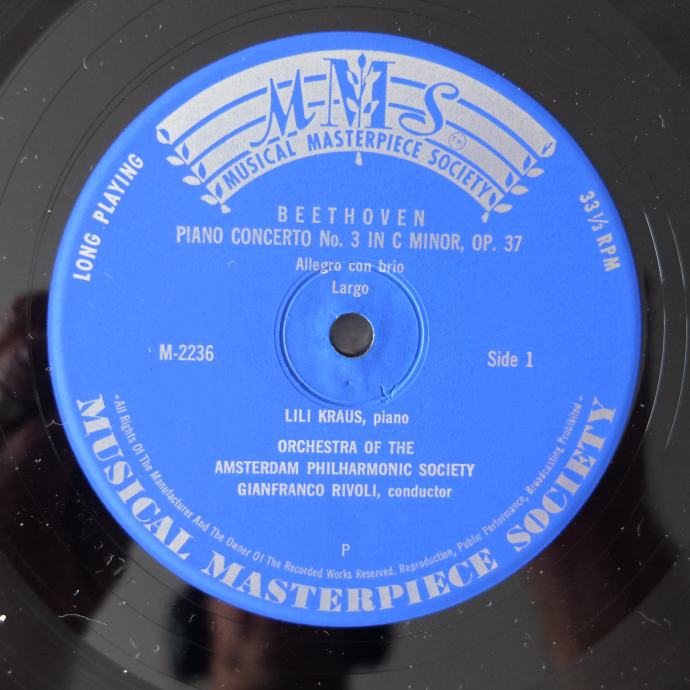 MMS
TM
MUSICAL MASTERPIECE SOCIETY
LONG PLAYING
33 1/3 RPM
BEETHOVEN
PIANO CONCERTO No. 3 IN C MINOR, OP. 37
Allegro con brio
Largo
M-2236
Side 1
LILI KRAUS, piano
ORCHESTRA OF THE
AMSTERDAM PHILHARMONIC SOCIETY
GIANFRANCO RIVOLI, conductor
P
-All Rights Of The Manufacturer And The Owner Of The Recorded Works Reserved. Reproduction, Public Performance, Broadcasting Prohibited-
MUSICAL MASTERPIECE SOCIETY